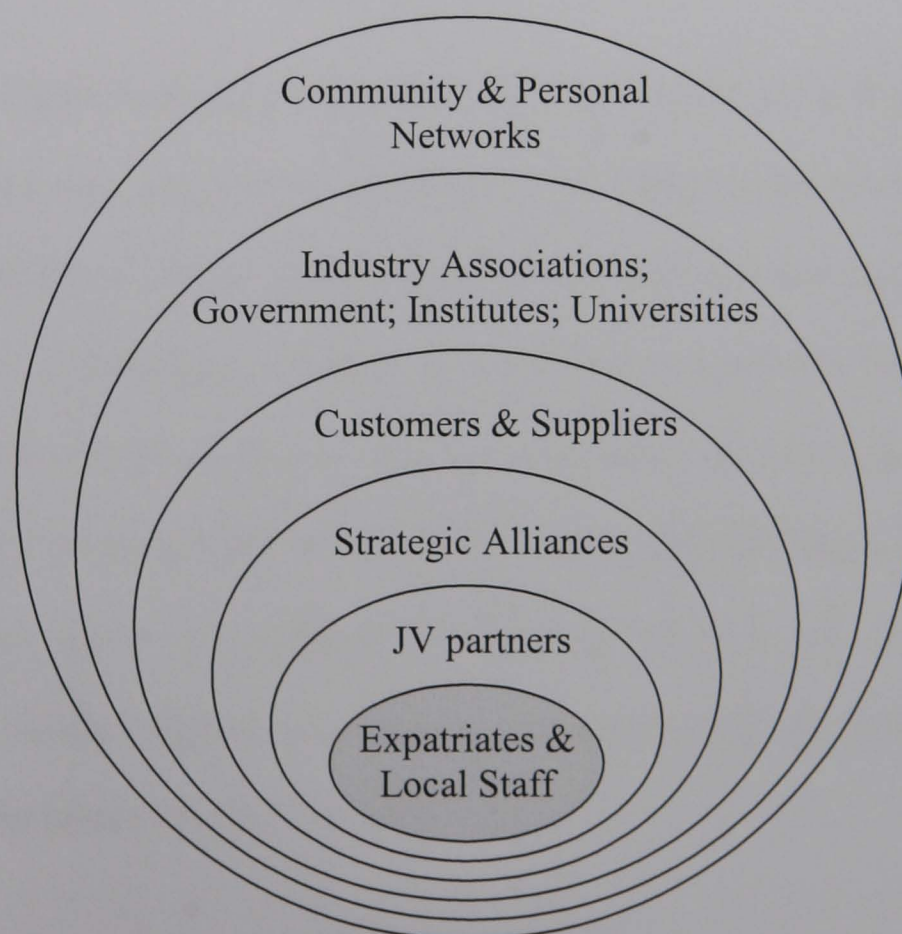 Community & Personal
Networks
Industry Associations;
Government; Institutes; Universities
Customers & Suppliers
Strategic Alliances
JV partners
Expatriates &
Local Staff